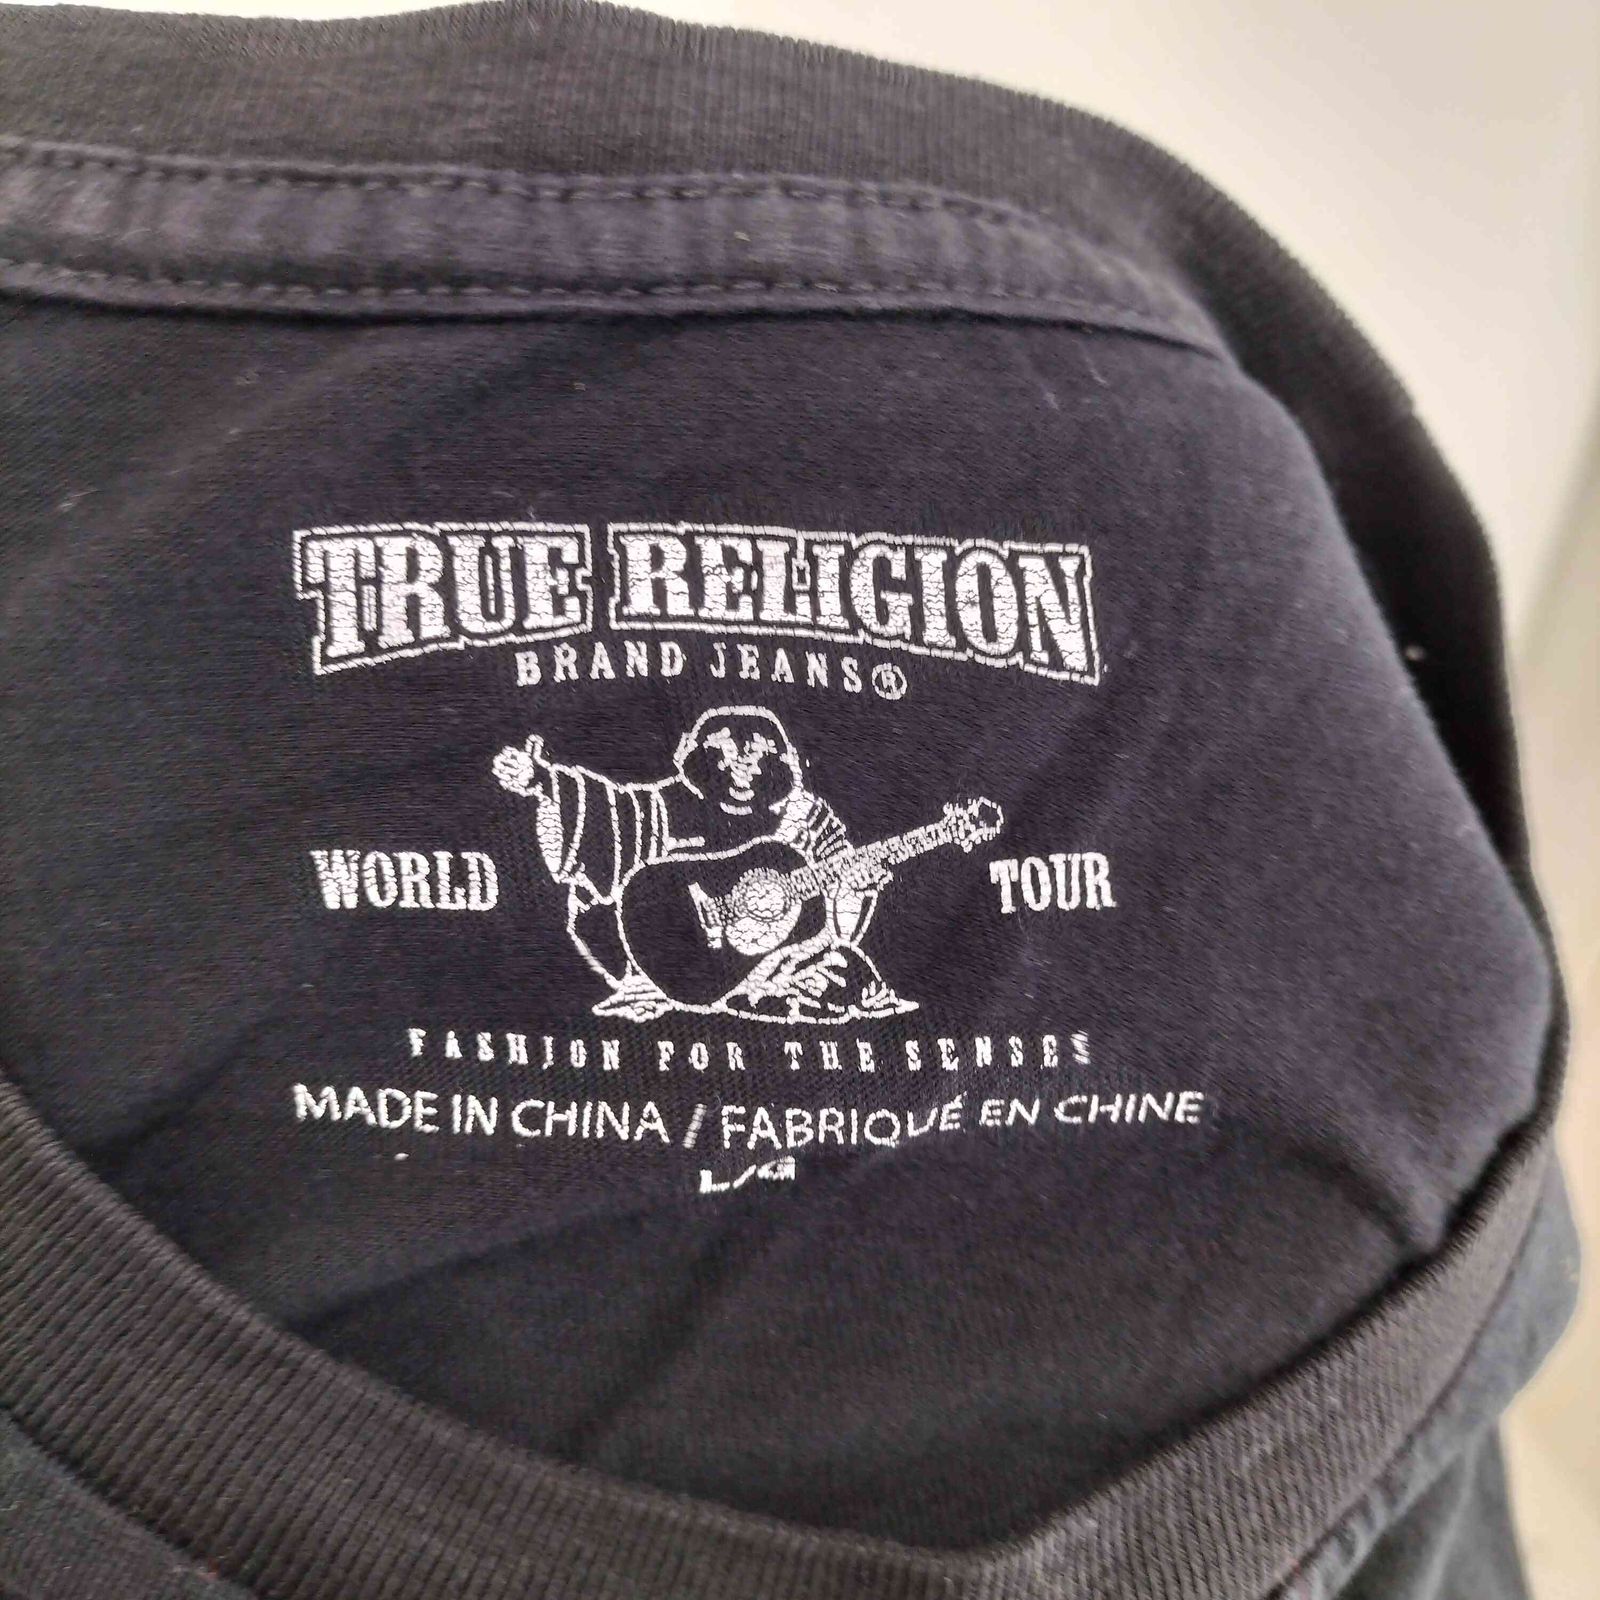 TRUE RELIGION
BRAND JEANS®
WORLD TOUR
FASHION FOR THE SENSES
MADE IN CHINA / FABRIQUÉ EN CHINE
L/G